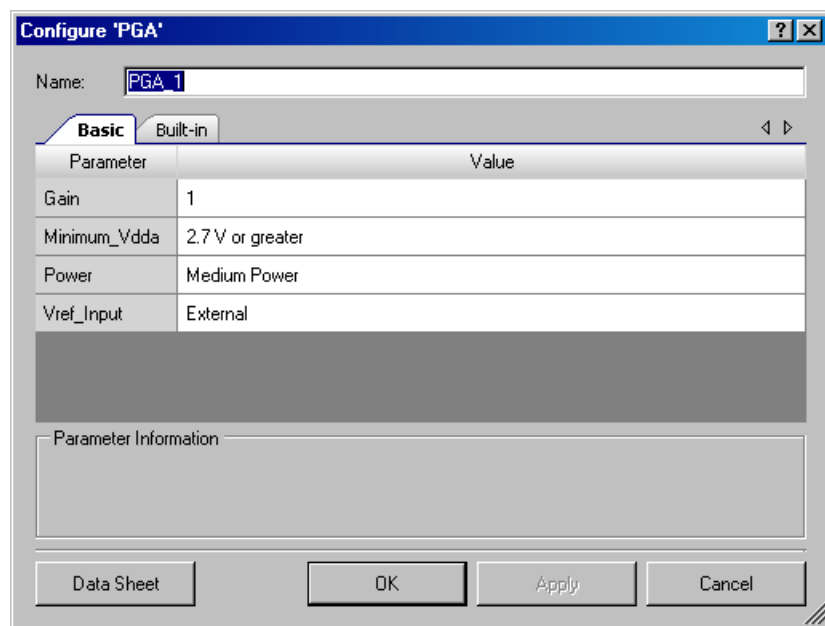 Configure 'PGA'
Name: PGA_1
Basic Built-in
Parameter Value
Gain 1
Minimum_Vdda 2.7 V or greater
Power Medium Power
Vref_Input External
Parameter Information
Data Sheet OK Apply Cancel